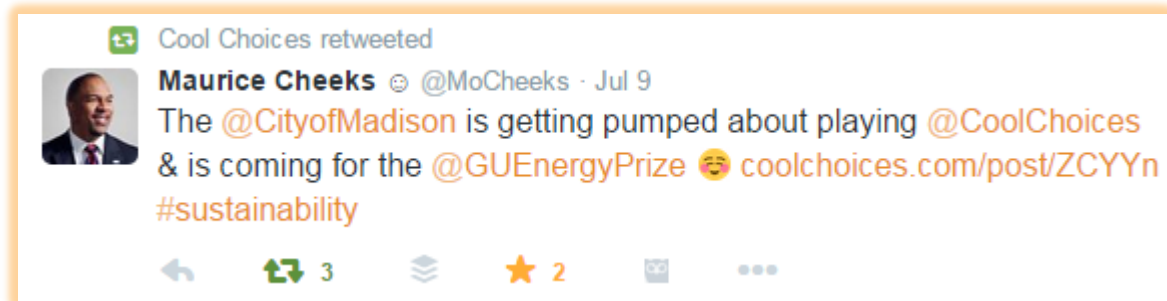 Cool Choices retweeted
Maurice Cheeks ☺ @MoCheeks · Jul 9
The @CityofMadison is getting pumped about playing @CoolChoices
& is coming for the @GUEnergyPrize ☺️ coolchoices.com/post/ZCYYn
#sustainability
3 2